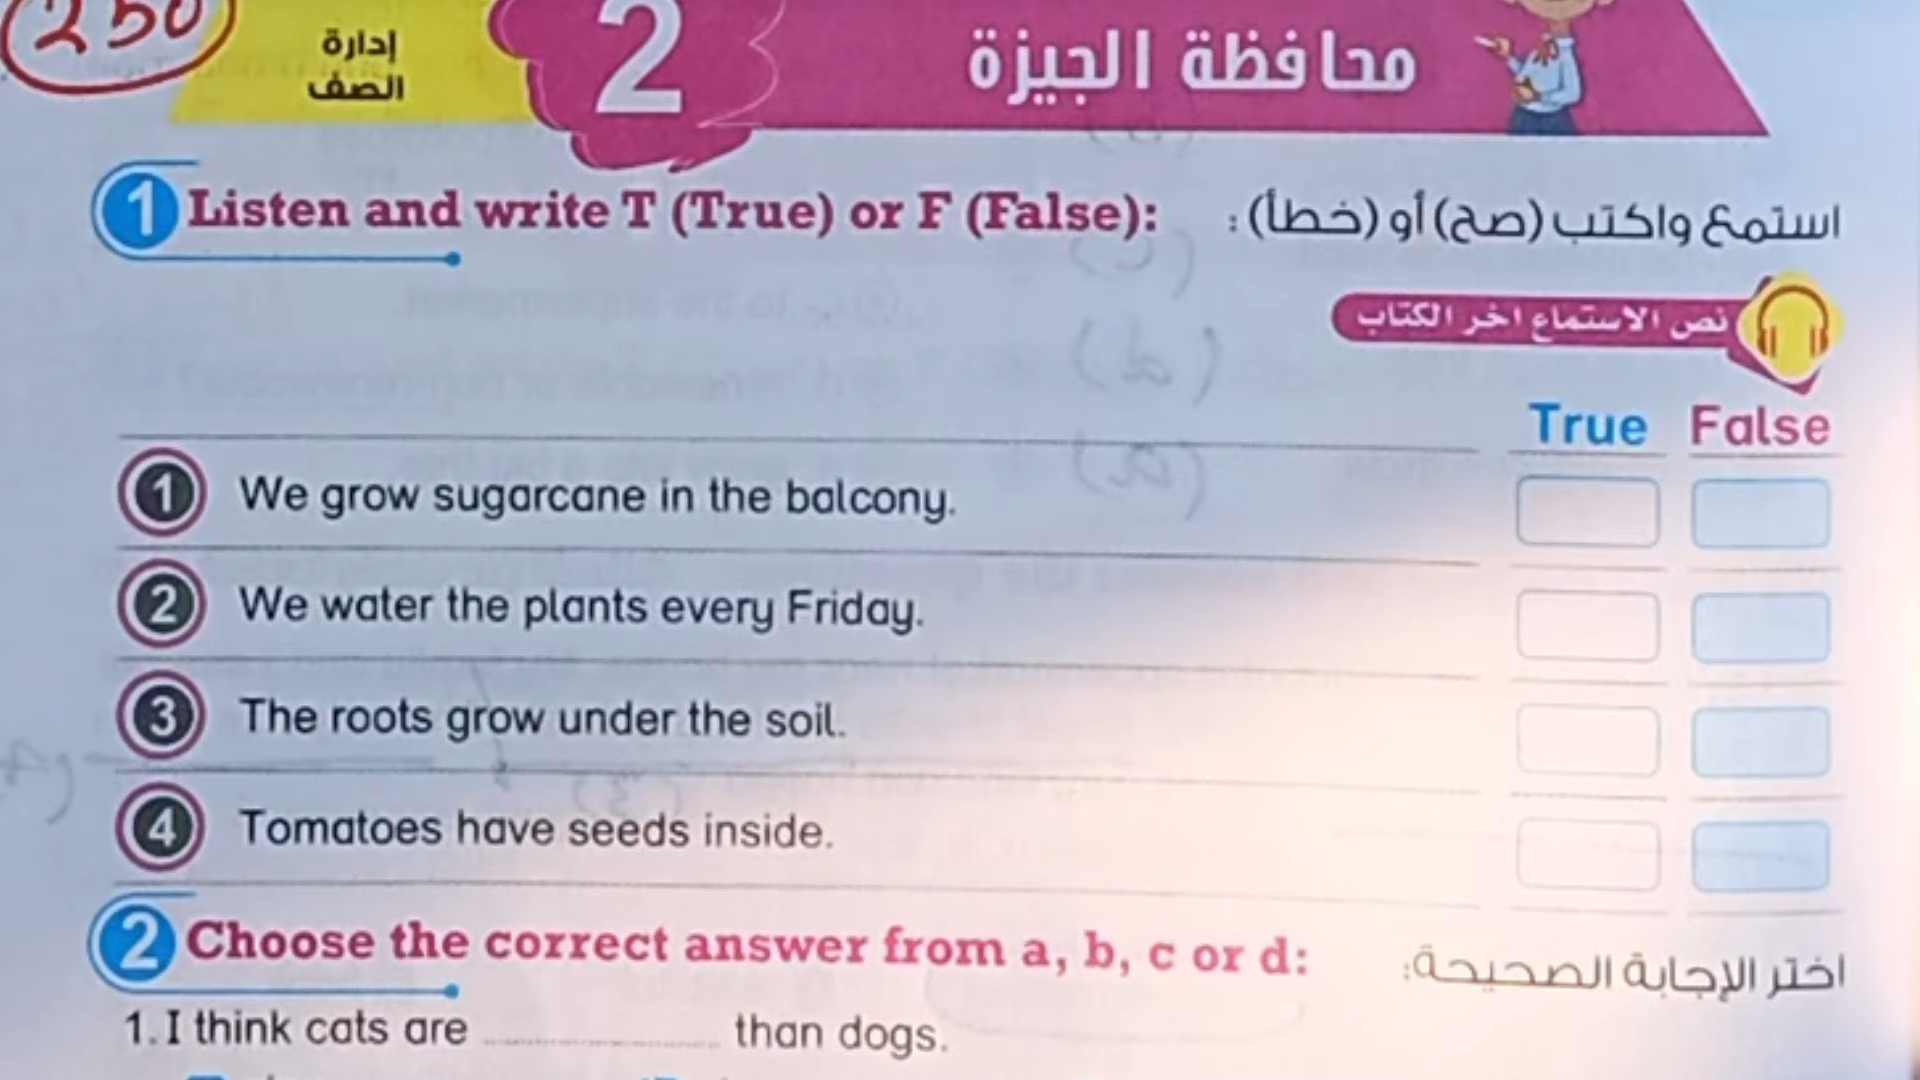 250
إدارة
الصف
2
محافظة الجيزة
1 Listen and write T (True) or F (False): استمع واكتب (صح) أو (خطأ) :
نص الاستماع اخر الكتاب
True False
1 We grow sugarcane in the balcony.
2 We water the plants every Friday.
3 The roots grow under the soil.
4 Tomatoes have seeds inside.
2 Choose the correct answer from a, b, c or d: اختر الإجابة الصحيحة:
1. I think cats are ............... than dogs.